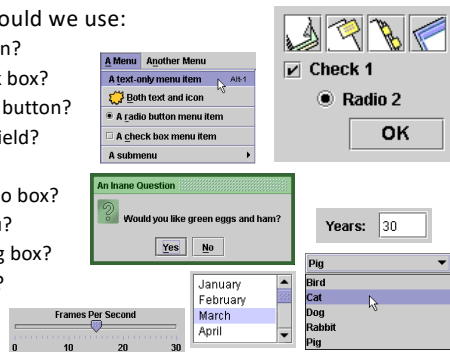 ould we use:
n?
k box?
button?
ield?
o box?
u?
g box?
?
A Menu Another Menu
A text-only menu item Alt-1
Both text and icon
A radio button menu item
A check box menu item
A submenu
Check 1
Radio 2
OK
An Inane Question
Would you like green eggs and ham?
Yes No
Years: 30
Pig
Bird
Cat
Dog
Rabbit
Pig
January
February
March
April
Frames Per Second
0 10 20 30